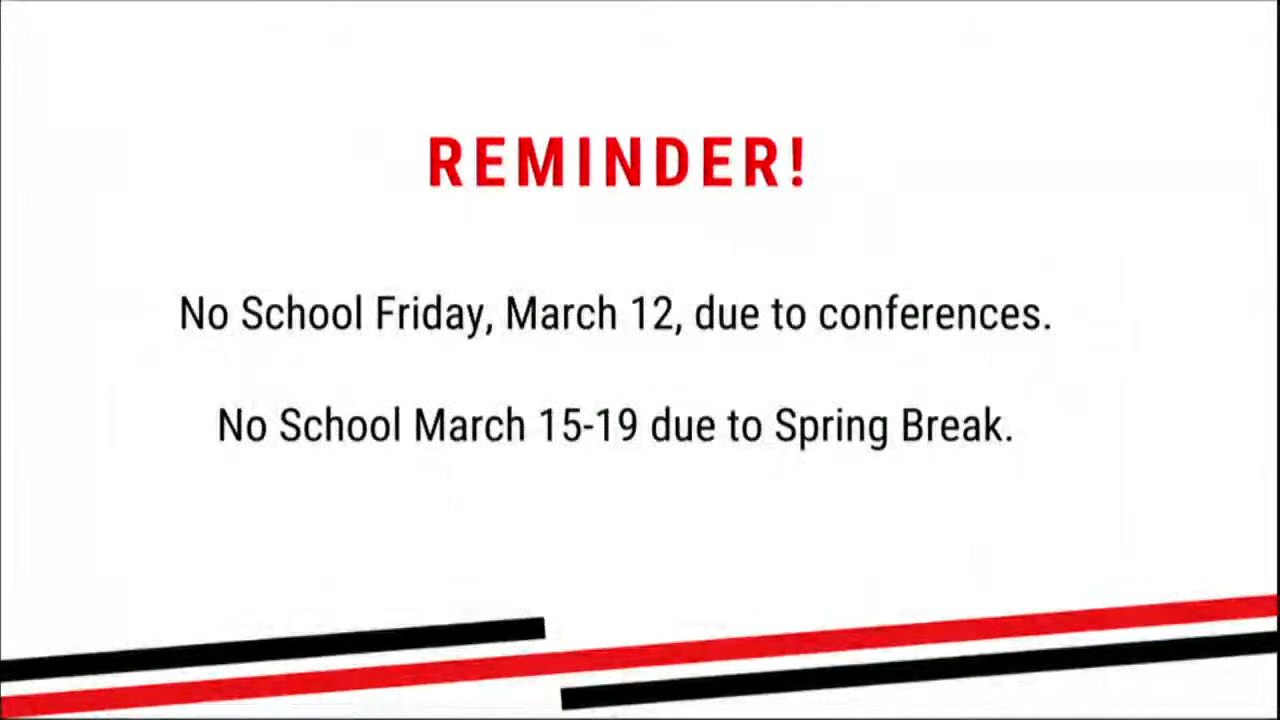 REMINDER!
No School Friday, March 12, due to conferences.
No School March 15-19 due to Spring Break.